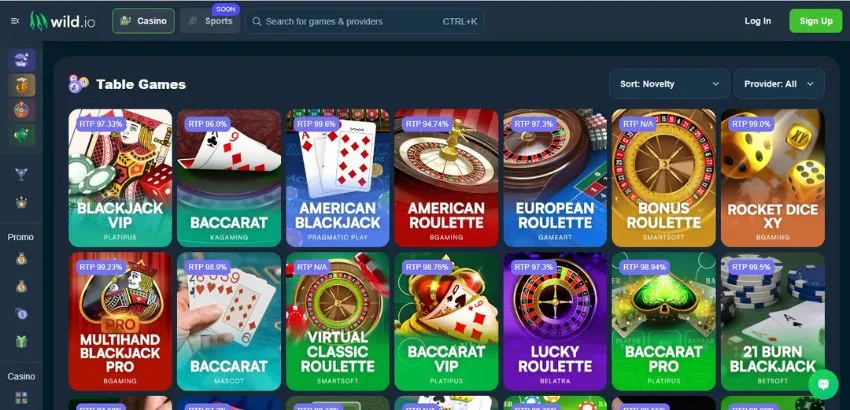 wild.io
Casino
SOON
Sports
Search for games & providers
CTRL+K
Log In
Sign Up
Table Games
Sort: Novelty
Provider: All
RTP 97.33%
BLACKJACK
VIP
PLATIPUS
RTP 96.0%
BACCARAT
KAGAMING
RTP 99.6%
AMERICAN
BLACKJACK
PRAGMATIC PLAY
RTP 94.74%
AMERICAN
ROULETTE
BGAMING
RTP 97.3%
EUROPEAN
ROULETTE
GAMEART
RTP N/A
BONUS
ROULETTE
SMARTSOFT
RTP 99.0%
ROCKET DICE
XY
BGAMING
Promo
RTP 99.23%
PRO
MULTIHAND
BLACKJACK
PRO
BGAMING
RTP 98.9%
BACCARAT
MASCOT
RTP N/A
VIRTUAL
CLASSIC
ROULETTE
SMARTSOFT
RTP 98.76%
BACCARAT
VIP
PLATIPUS
RTP 97.3%
LUCKY
ROULETTE
BELATRA
RTP 98.94%
BACCARAT
PRO
PLATIPUS
RTP 99.5%
21 BURN
BLACKJACK
BETSOFT
Casino